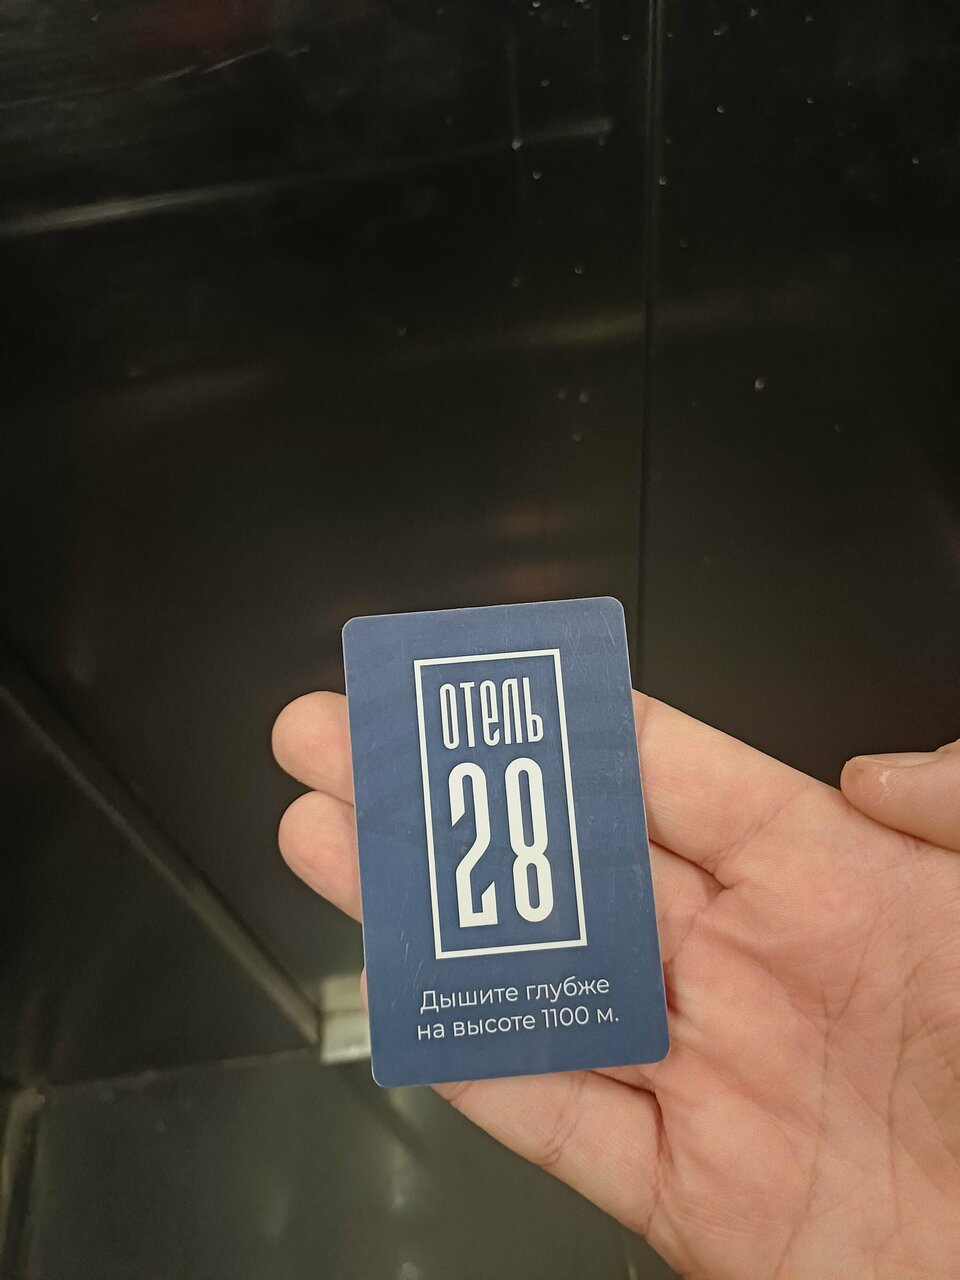 отель
28
Дышите глубже
на высоте 1100 м.